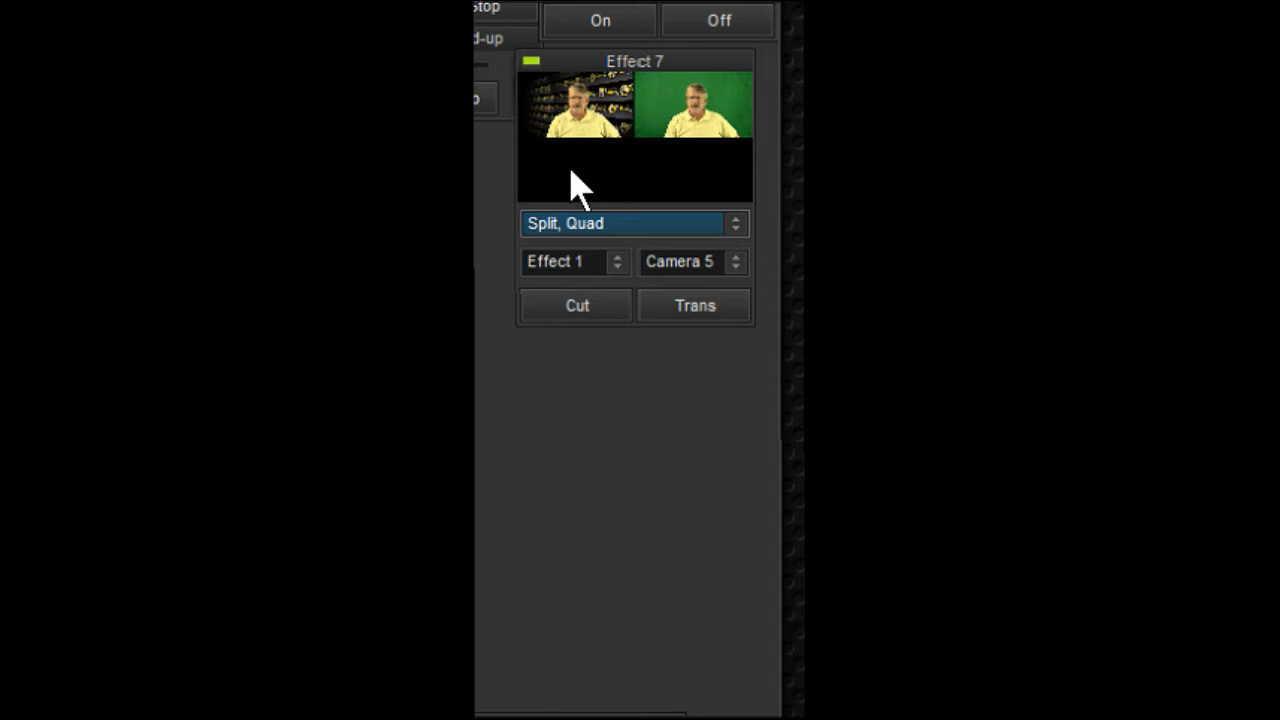 Stop
On
Off
d-up
Effect 7
Split, Quad
Effect 1
Camera 5
Cut
Trans